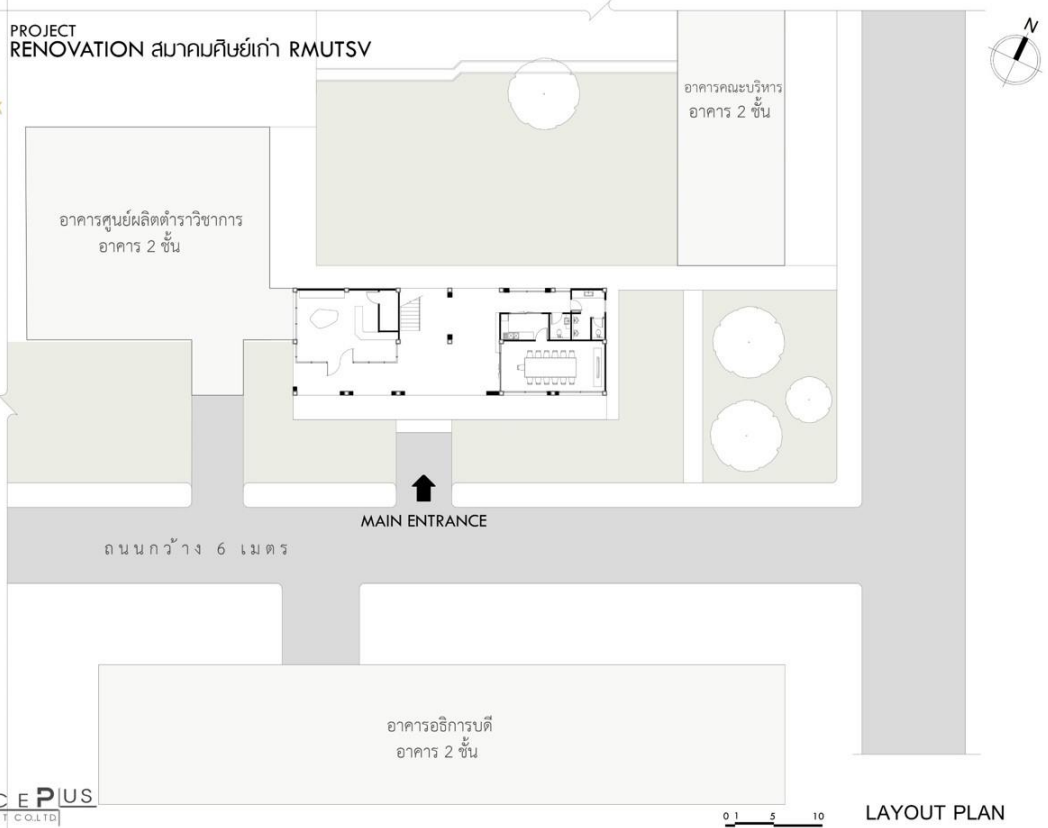 PROJECT
RENOVATION สมาคมศิษย์เก่า RMUTSV
N
อาคารคณะบริหาร
อาคาร 2 ชั้น
อาคารศูนย์ผลิตตำราวิชาการ
อาคาร 2 ชั้น
MAIN ENTRANCE
ถนนกว้าง 6 เมตร
อาคารอธิการบดี
อาคาร 2 ชั้น
CEPLUS
T CO.LTD
0 1 5 10
LAYOUT PLAN